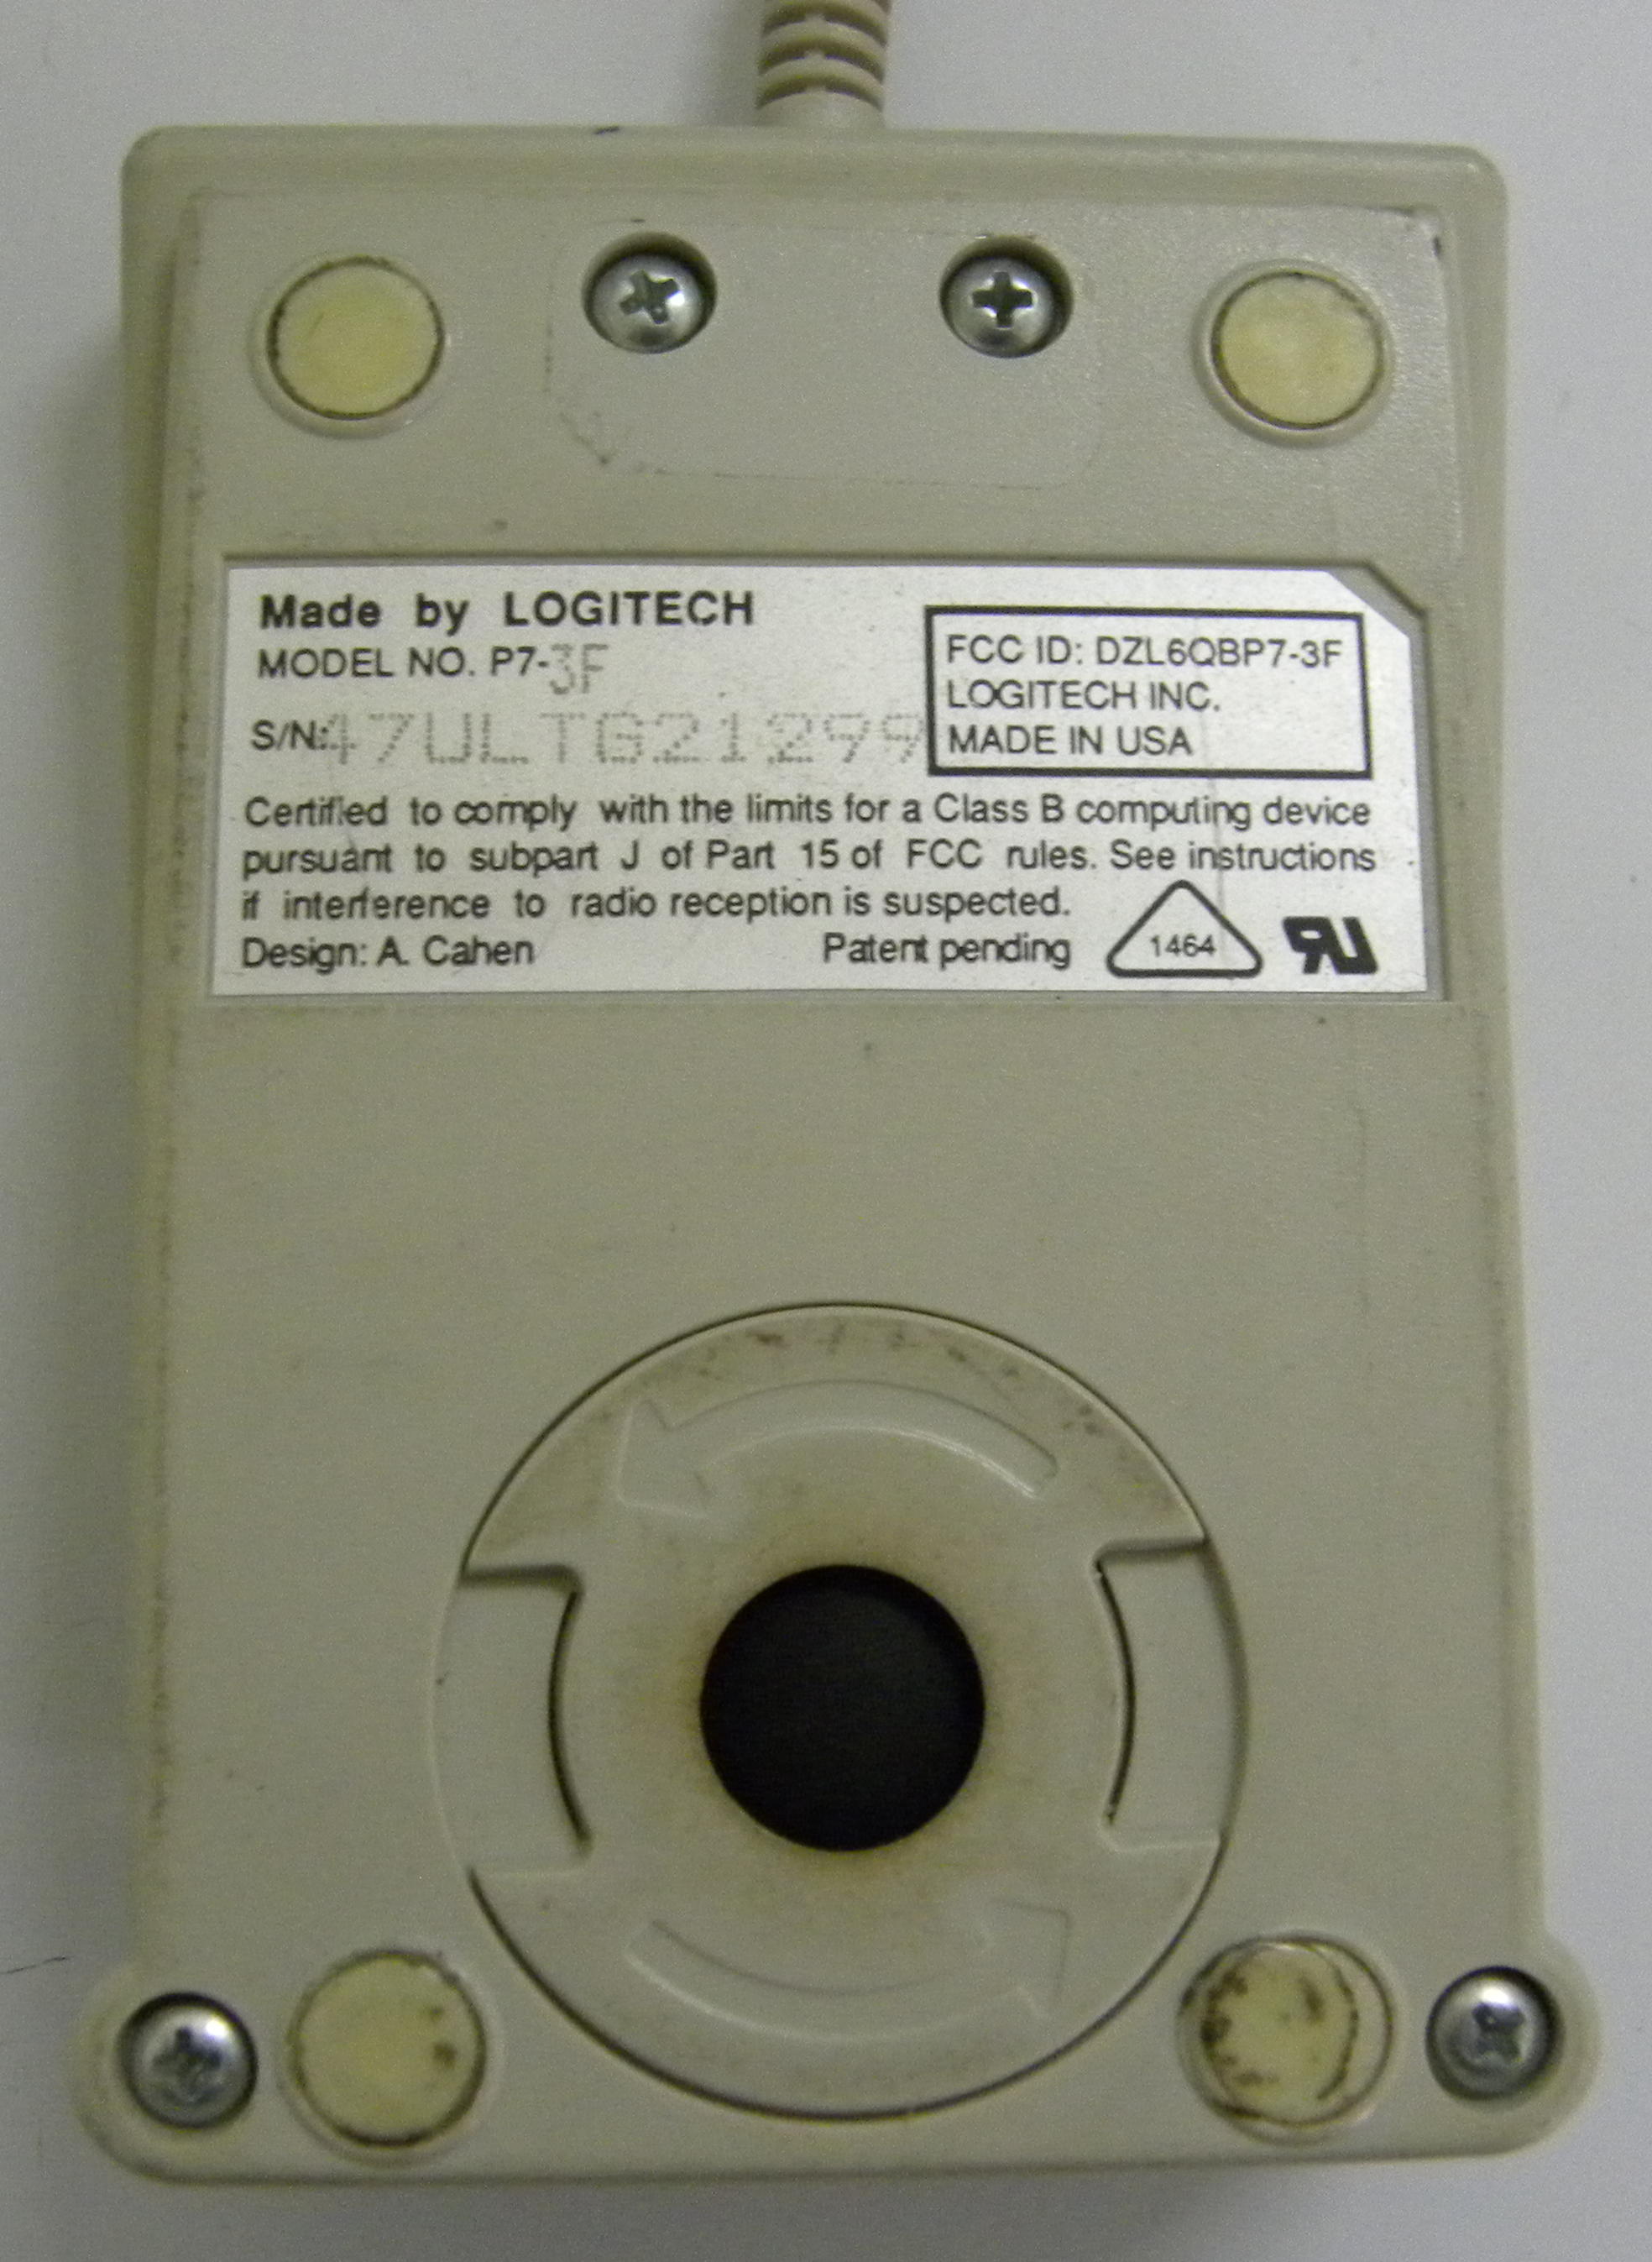 Made by LOGITECH
MODEL NO. P7-3F
S/N: 47ULTG21299
FCC ID: DZL6QBP7-3F
LOGITECH INC.
MADE IN USA
Certified to comply with the limits for a Class B computing device
pursuant to subpart J of Part 15 of FCC rules. See instructions
if interference to radio reception is suspected.
Design: A. Cahen Patent pending 1464 RU